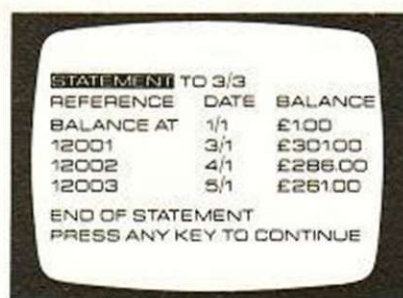 STATEMENT TO 3/3
REFERENCE DATE BALANCE
BALANCE AT 1/1 £1.00
12001 3/1 £301.00
12002 4/1 £286.00
12003 5/1 £261.00
END OF STATEMENT
PRESS ANY KEY TO CONTINUE